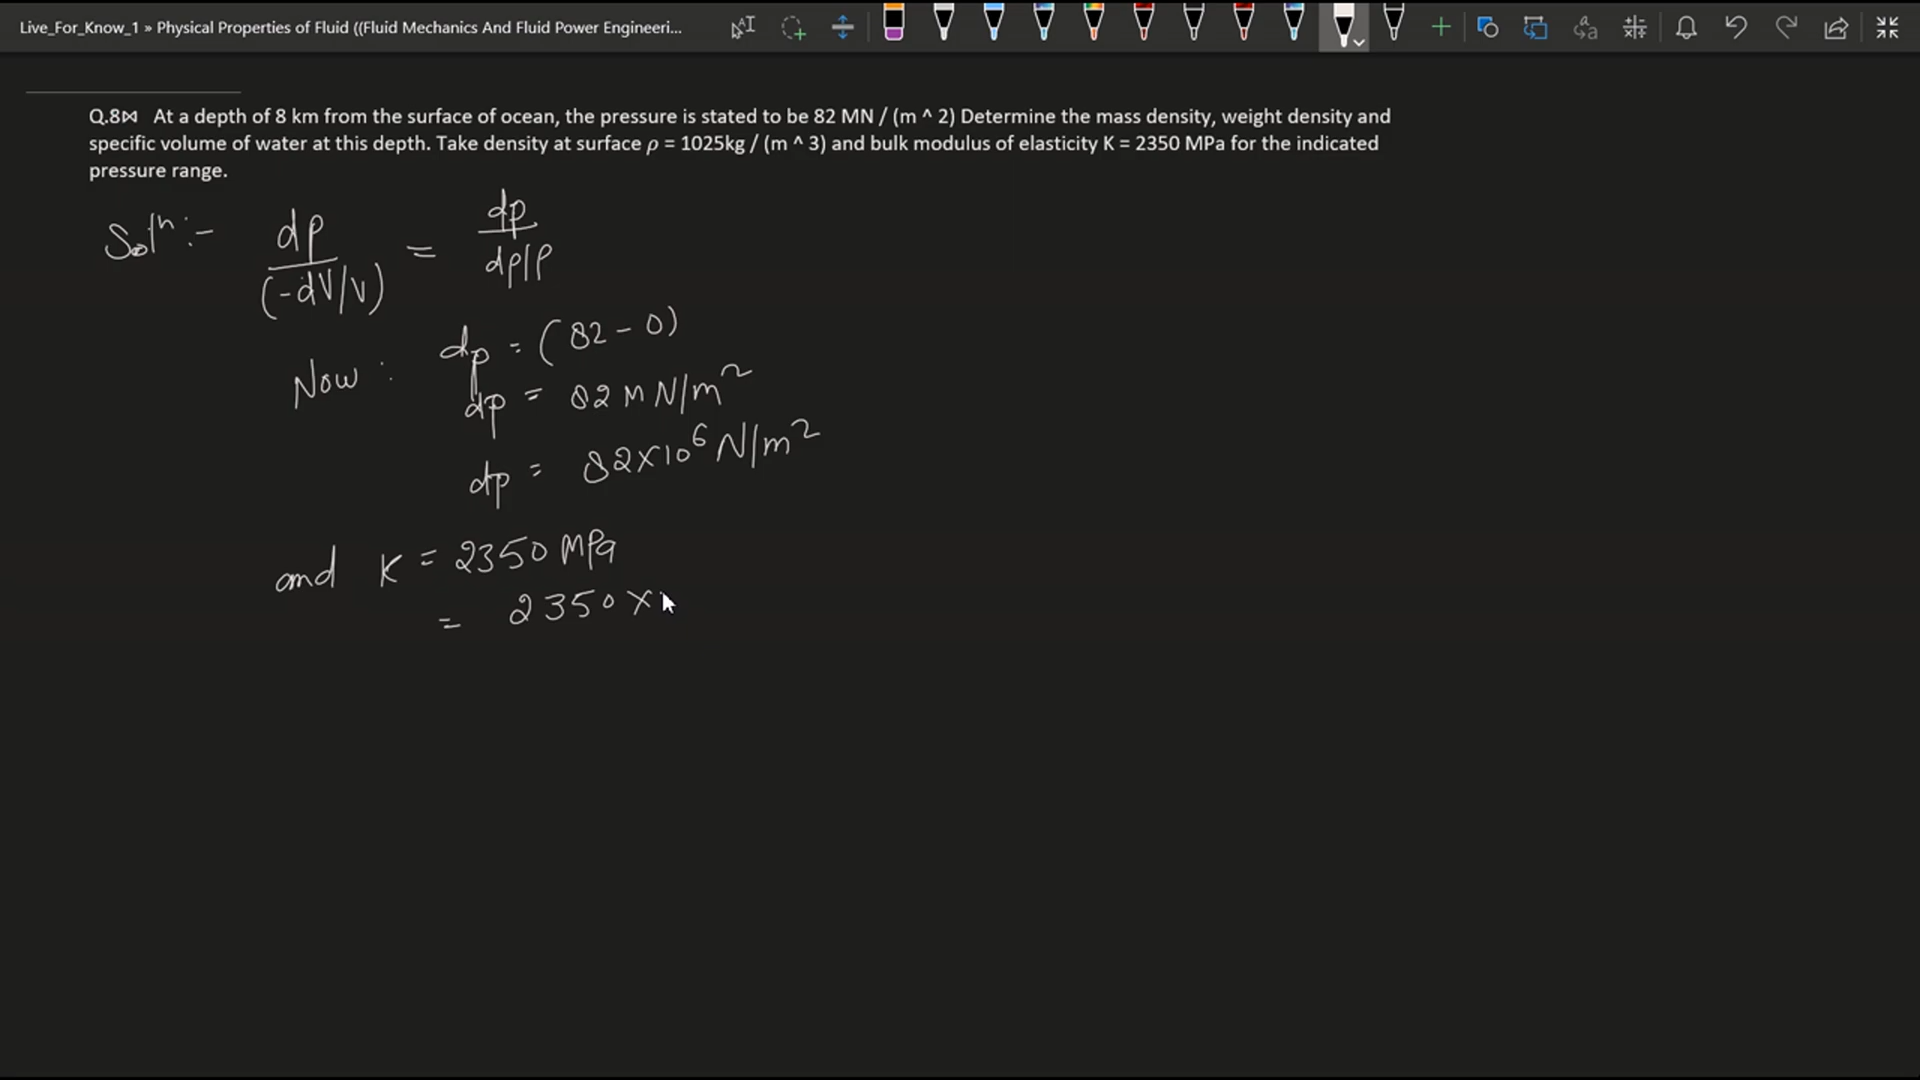 Live_For_Know_1 » Physical Properties of Fluid ((Fluid Mechanics And Fluid Power Engineeri...
Q.8⋈ At a depth of 8 km from the surface of ocean, the pressure is stated to be 82 MN / (m ^ 2) Determine the mass density, weight density and
specific volume of water at this depth. Take density at surface ρ = 1025kg / (m ^ 3) and bulk modulus of elasticity K = 2350 MPa for the indicated
pressure range.
Solⁿ :- dp/(-dV/V) = dp/(dρ/ρ)
Now : dp = (82 - 0)
dp = 82 MN/m²
dp = 82×10⁶ N/m²
and K = 2350 MPa
= 2350 ×